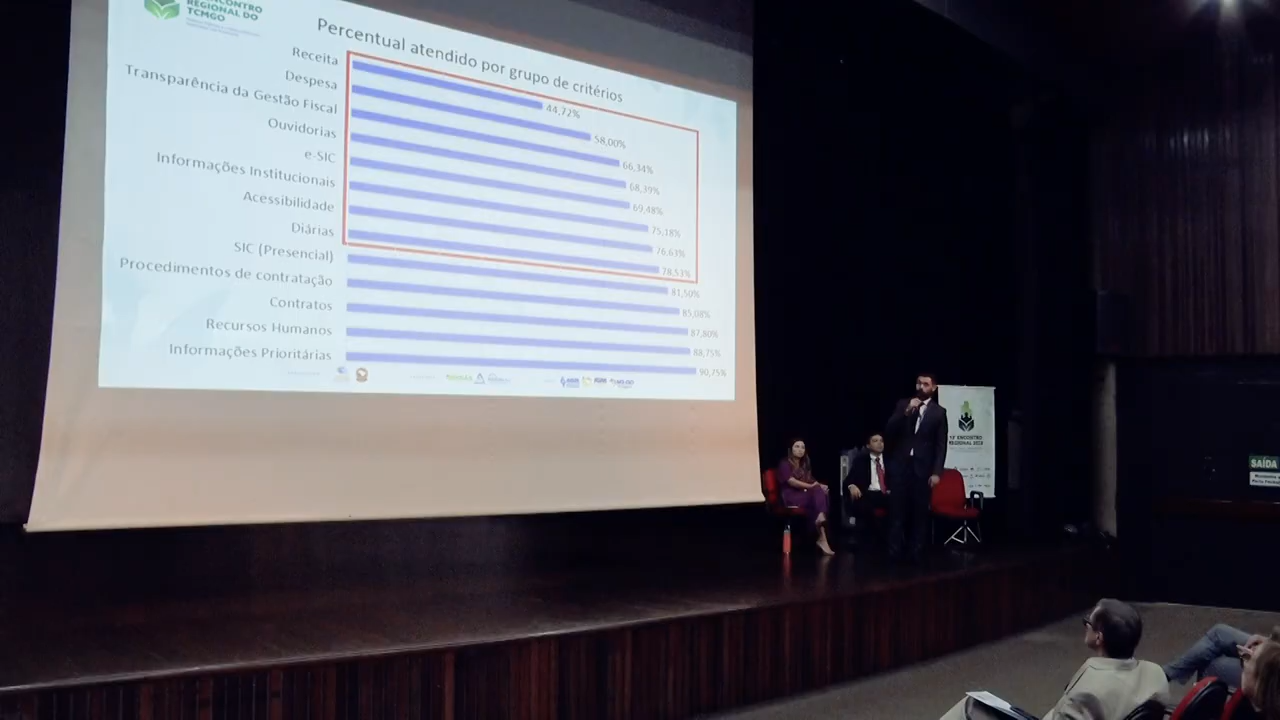 ENCONTRO
REGIONAL DO
TCMGO
Percentual atendido por grupo de critérios
Receita
44,72%
Despesa
58,00%
Transparência da Gestão Fiscal
66,34%
Ouvidorias
68,39%
e-SIC
69,48%
Informações Institucionais
75,18%
Acessibilidade
76,63%
Diárias
78,53%
SIC (Presencial)
81,50%
Procedimentos de contratação
85,08%
Contratos
87,80%
Recursos Humanos
88,75%
Informações Prioritárias
90,75%
ENCONTRO
SAÍDA